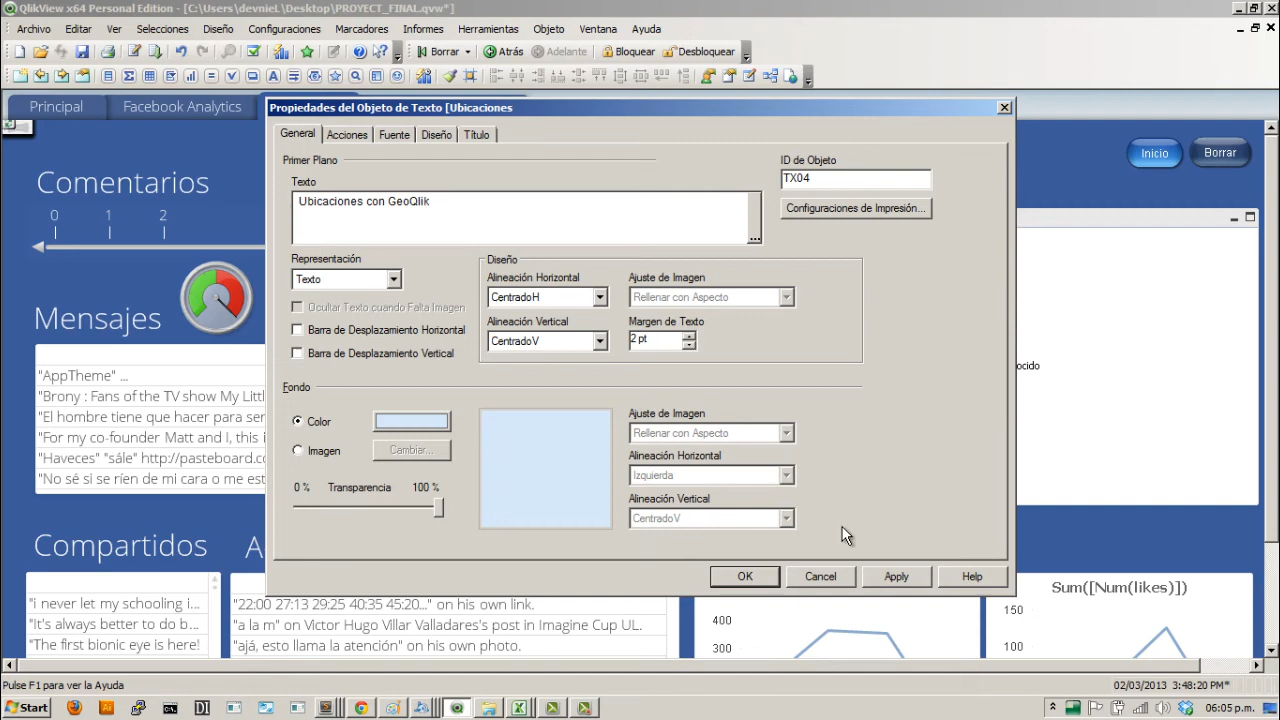 QlikView x64 Personal Edition - [C:\Users\devnieL\Desktop\PROYECT_FINAL.qvw*]
Archivo Editar Ver Selecciones Diseño Configuraciones Marcadores Informes Herramientas Objeto Ventana Ayuda
Borrar Atrás Adelante Bloquear Desbloquear
Principal Facebook Analytics
Propiedades del Objeto de Texto [Ubicaciones
General Acciones Fuente Diseño Título
Primer Plano
ID de Objeto
Inicio Borrar
Texto
TX04
Comentarios
Ubicaciones con GeoQlik
Configuraciones de Impresión...
0 1 2
...
Representación
Diseño
Texto
Alineación Horizontal Ajuste de Imagen
CentradoH Rellenar con Aspecto
Ocultar Texto cuando Falta Imagen
Mensajes
Barra de Desplazamiento Horizontal
Alineación Vertical Margen de Texto
CentradoV 2 pt
Barra de Desplazamiento Vertical
ocido
"AppTheme" ...
"Brony : Fans of the TV show My Littl
"El hombre tiene que hacer para ser
"For my co-founder Matt and I, this i
"Haveces" "sále" http://pasteboard.co
"No sé si se ríen de mi cara o me est
Fondo
Color
Imagen Cambiar...
0 % Transparencia 100 %
Ajuste de Imagen
Rellenar con Aspecto
Alineación Horizontal
Izquierda
Alineación Vertical
CentradoV
OK Cancel Apply Help
Compartidos A
"i never let my schooling i...
"It's always better to do b...
"The first bionic eye is here!
"22:00 27:13 29:25 40:35 45:20..." on his own link.
"a la m" on Victor Hugo Villar Valladares's post in Imagine Cup UL.
"ajá, esto llama la atención" on his own photo.
400
300
Sum([Num(likes)])
150
100
Pulse F1 para ver la Ayuda
02/03/2013 3:48:20 PM*
Start
DI
06:05 p.m.